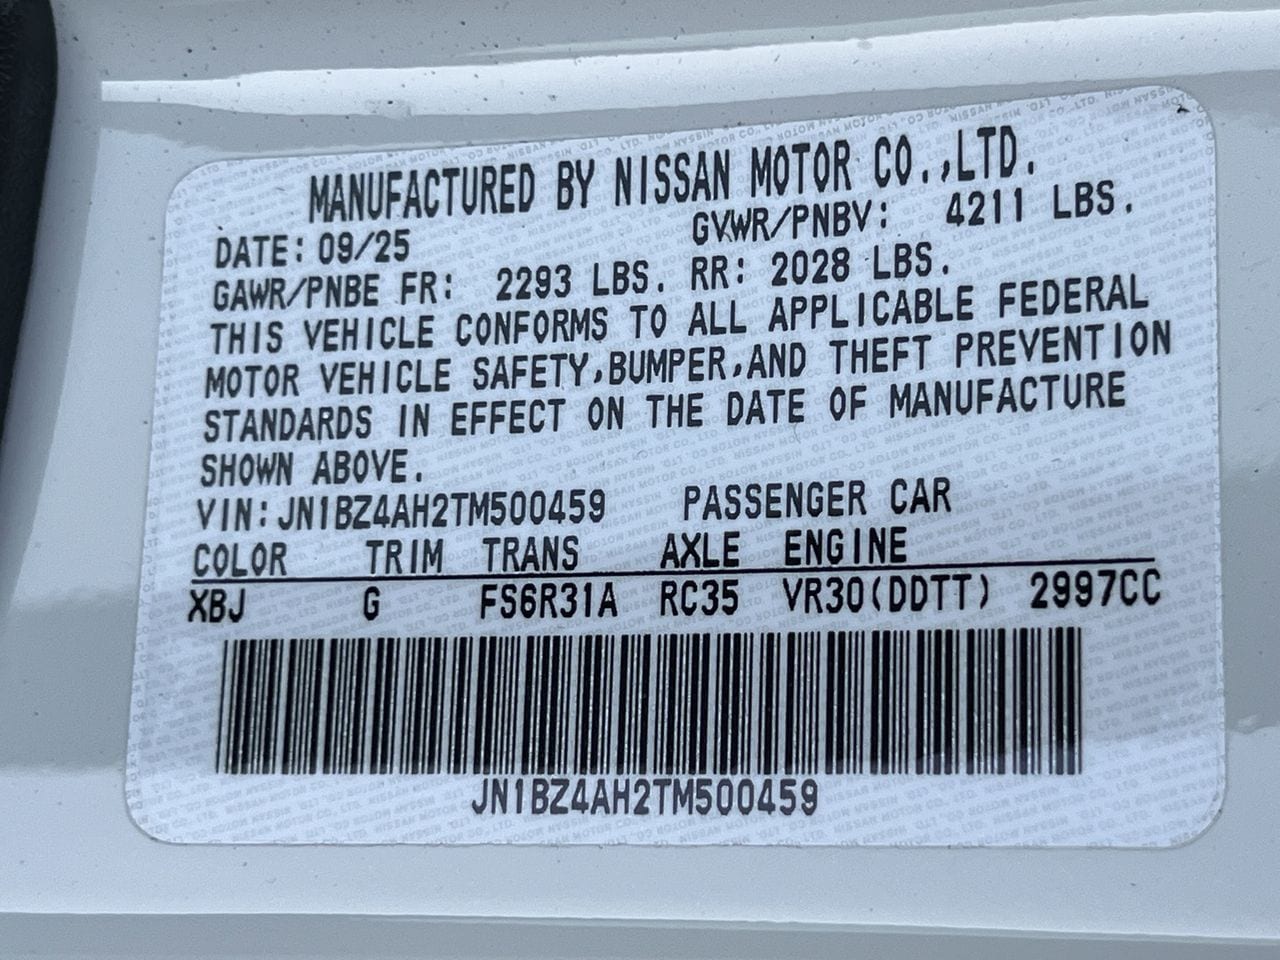 MANUFACTURED BY NISSAN MOTOR CO.,LTD.
DATE: 09/25 GVWR/PNBV: 4211 LBS.
GAWR/PNBE FR: 2293 LBS. RR: 2028 LBS.
THIS VEHICLE CONFORMS TO ALL APPLICABLE FEDERAL
MOTOR VEHICLE SAFETY,BUMPER,AND THEFT PREVENTION
STANDARDS IN EFFECT ON THE DATE OF MANUFACTURE
SHOWN ABOVE.
VIN:JN1BZ4AH2TM500459 PASSENGER CAR
COLOR TRIM TRANS AXLE ENGINE
XBJ G FS6R31A RC35 VR30(DDTT) 2997CC
JN1BZ4AH2TM500459